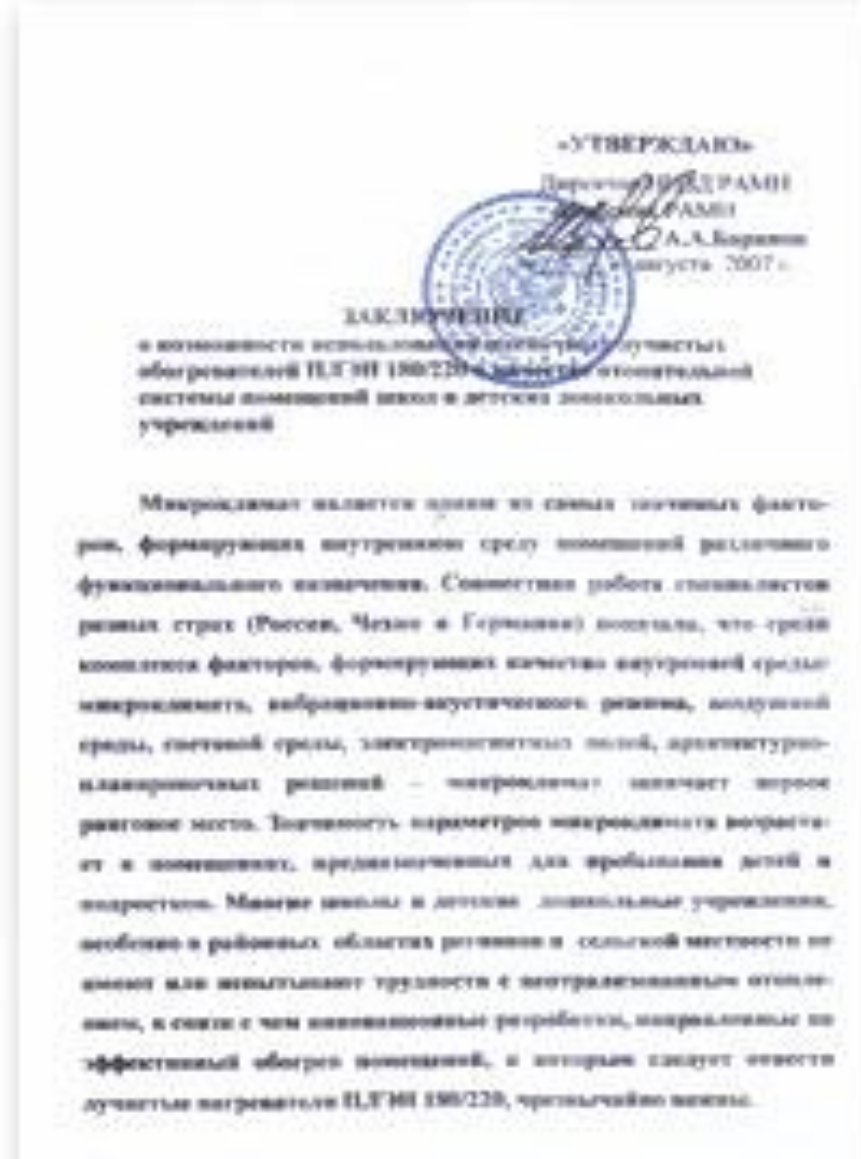 «УТВЕРЖДАЮ»
Директор РАМН
РАМН
А.А.Баранов
августа 2007 г.
ЗАКЛЮЧЕНИЕ
о возможности использования лучистых
обогревателей 180/220 в качестве отопительной
системы помещений школ и детских дошкольных
учреждений
Микроклимат является одним из самых значимых факто-
ров, формирующих внутреннюю среду помещений различного
функционального назначения. Совместная работа специалистов
разных стран (России, Чехии и Германии) показала, что среди
комплекса факторов, формирующих качество внутренней среды:
микроклимата, вибрационно-акустического режима, воздушной
среды, световой среды, электромагнитных полей, архитектурно-
планировочных решений – микроклимат занимает первое
ранговое место. Значимость параметров микроклимата возраста-
ет в помещениях, предназначенных для пребывания детей и
подростков. Многие школы и детские дошкольные учреждения,
особенно в районных областях регионов и сельской местности не
имеют или испытывают трудности с централизованным отопле-
нием, в связи с чем инновационные разработки, направленные на
эффективный обогрев помещений, к которым следует отнести
лучистые нагреватели 180/220, чрезвычайно важны.